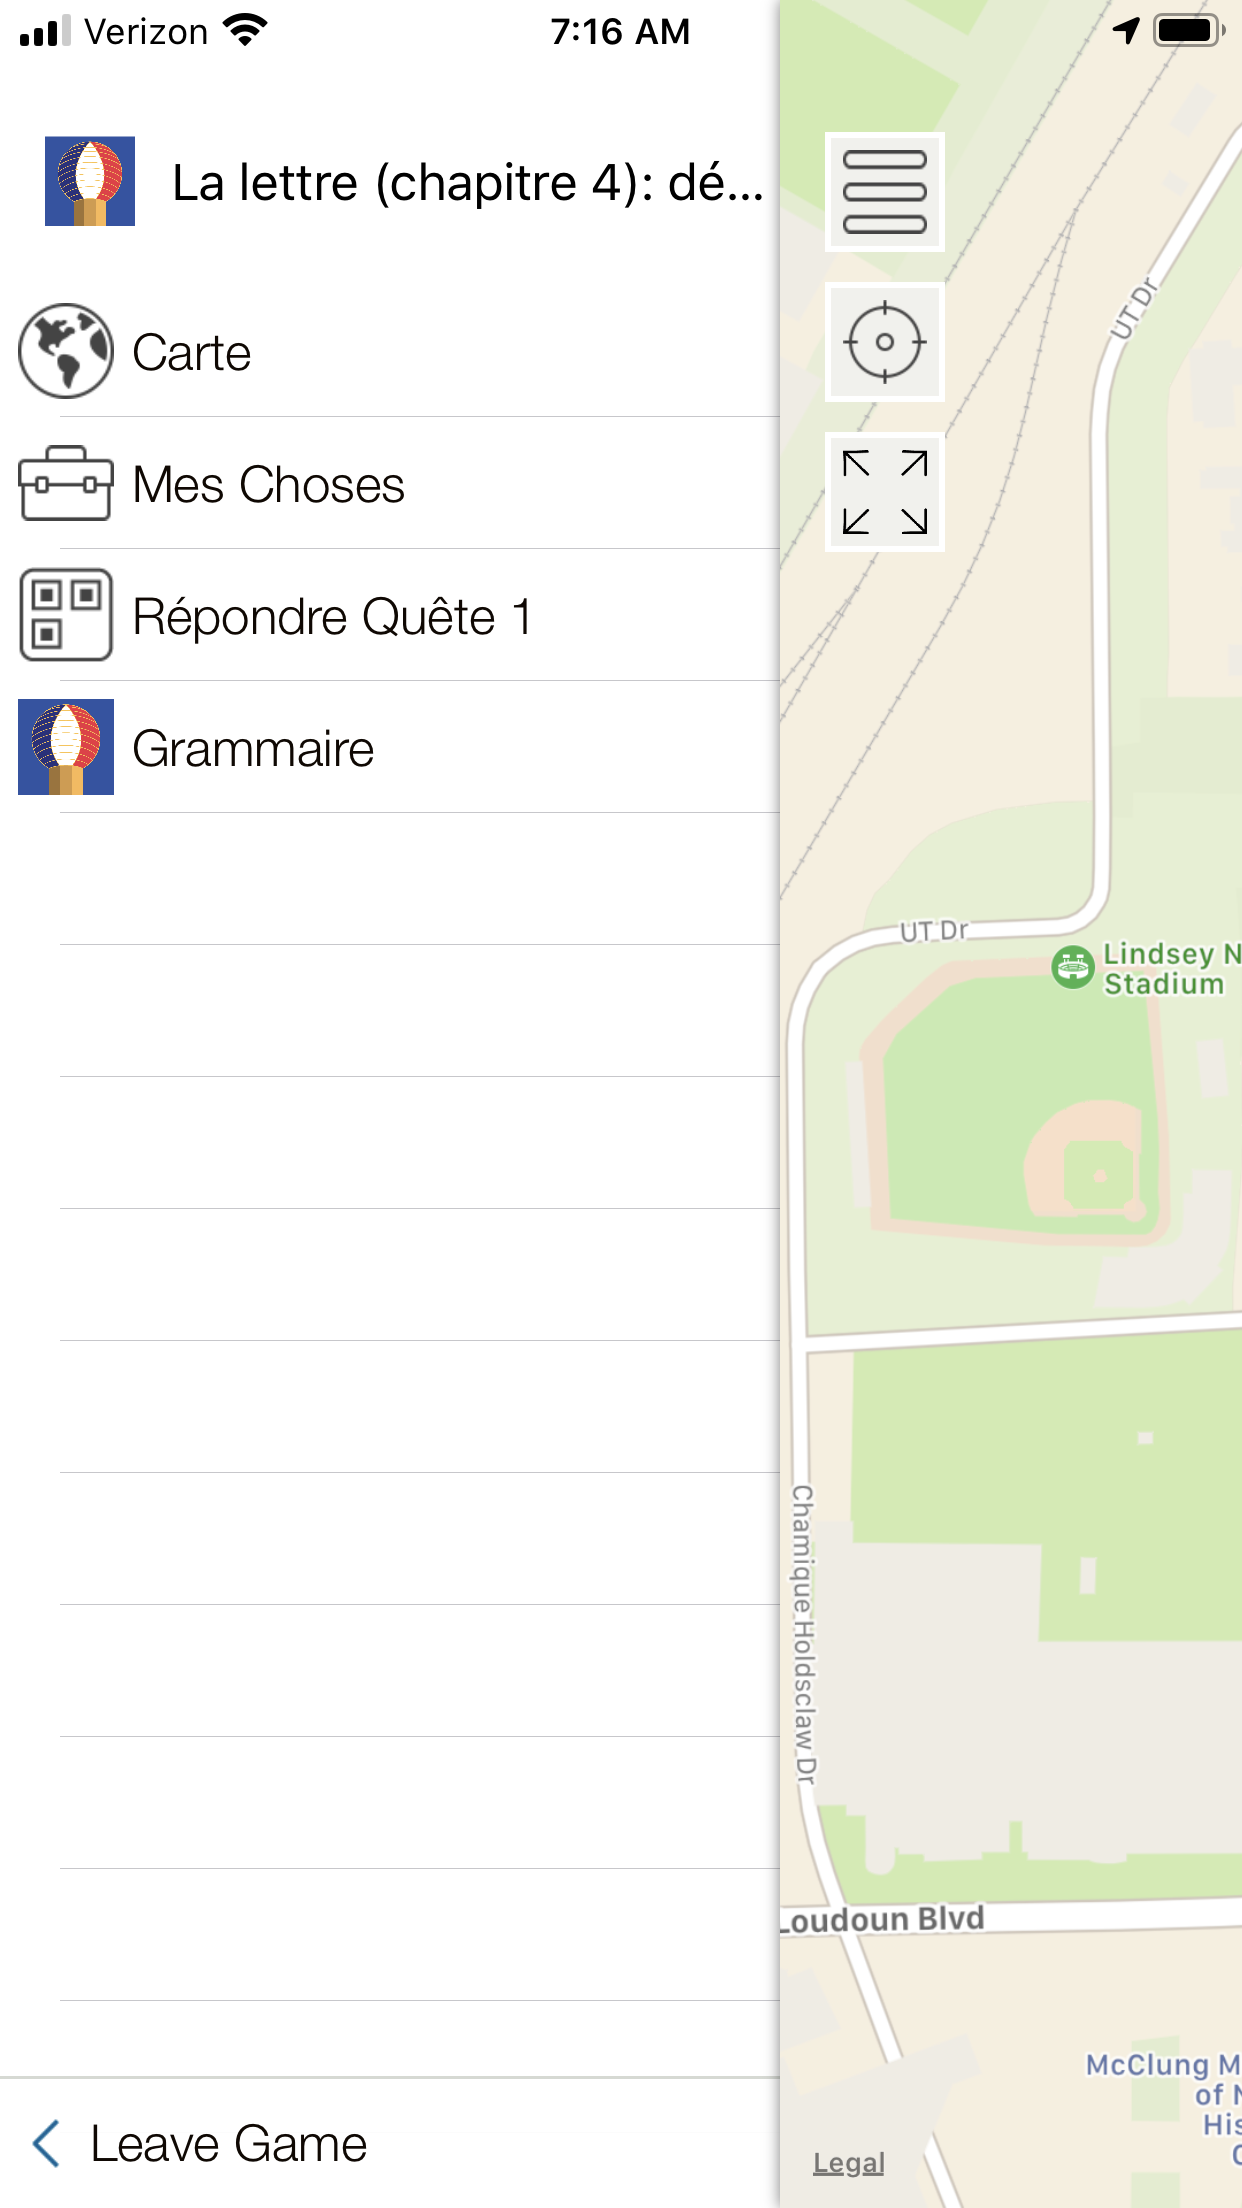 Verizon
7:16 AM
La lettre (chapitre 4): dé...
Carte
Mes Choses
Répondre Quête 1
Grammaire
Leave Game
UT Dr
UT Dr
Lindsey N
Stadium
Chamique Holdsclaw Dr
Loudoun Blvd
McClung M
of N
His
Legal